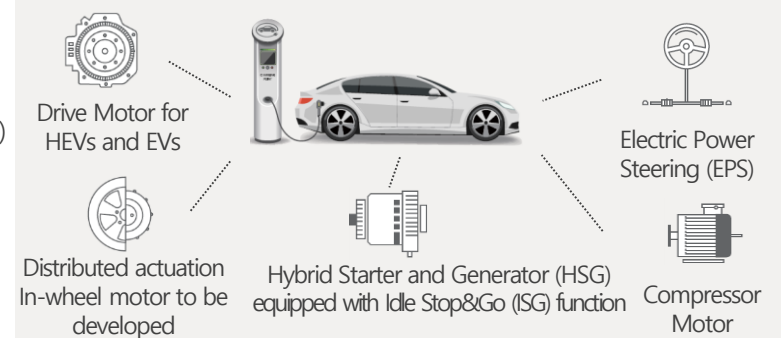 )
Drive Motor for
HEVs and EVs
Electric Power
Steering (EPS)
Distributed actuation
In-wheel motor to be
developed
Hybrid Starter and Generator (HSG)
equipped with Idle Stop&Go (ISG) function
Compressor
Motor